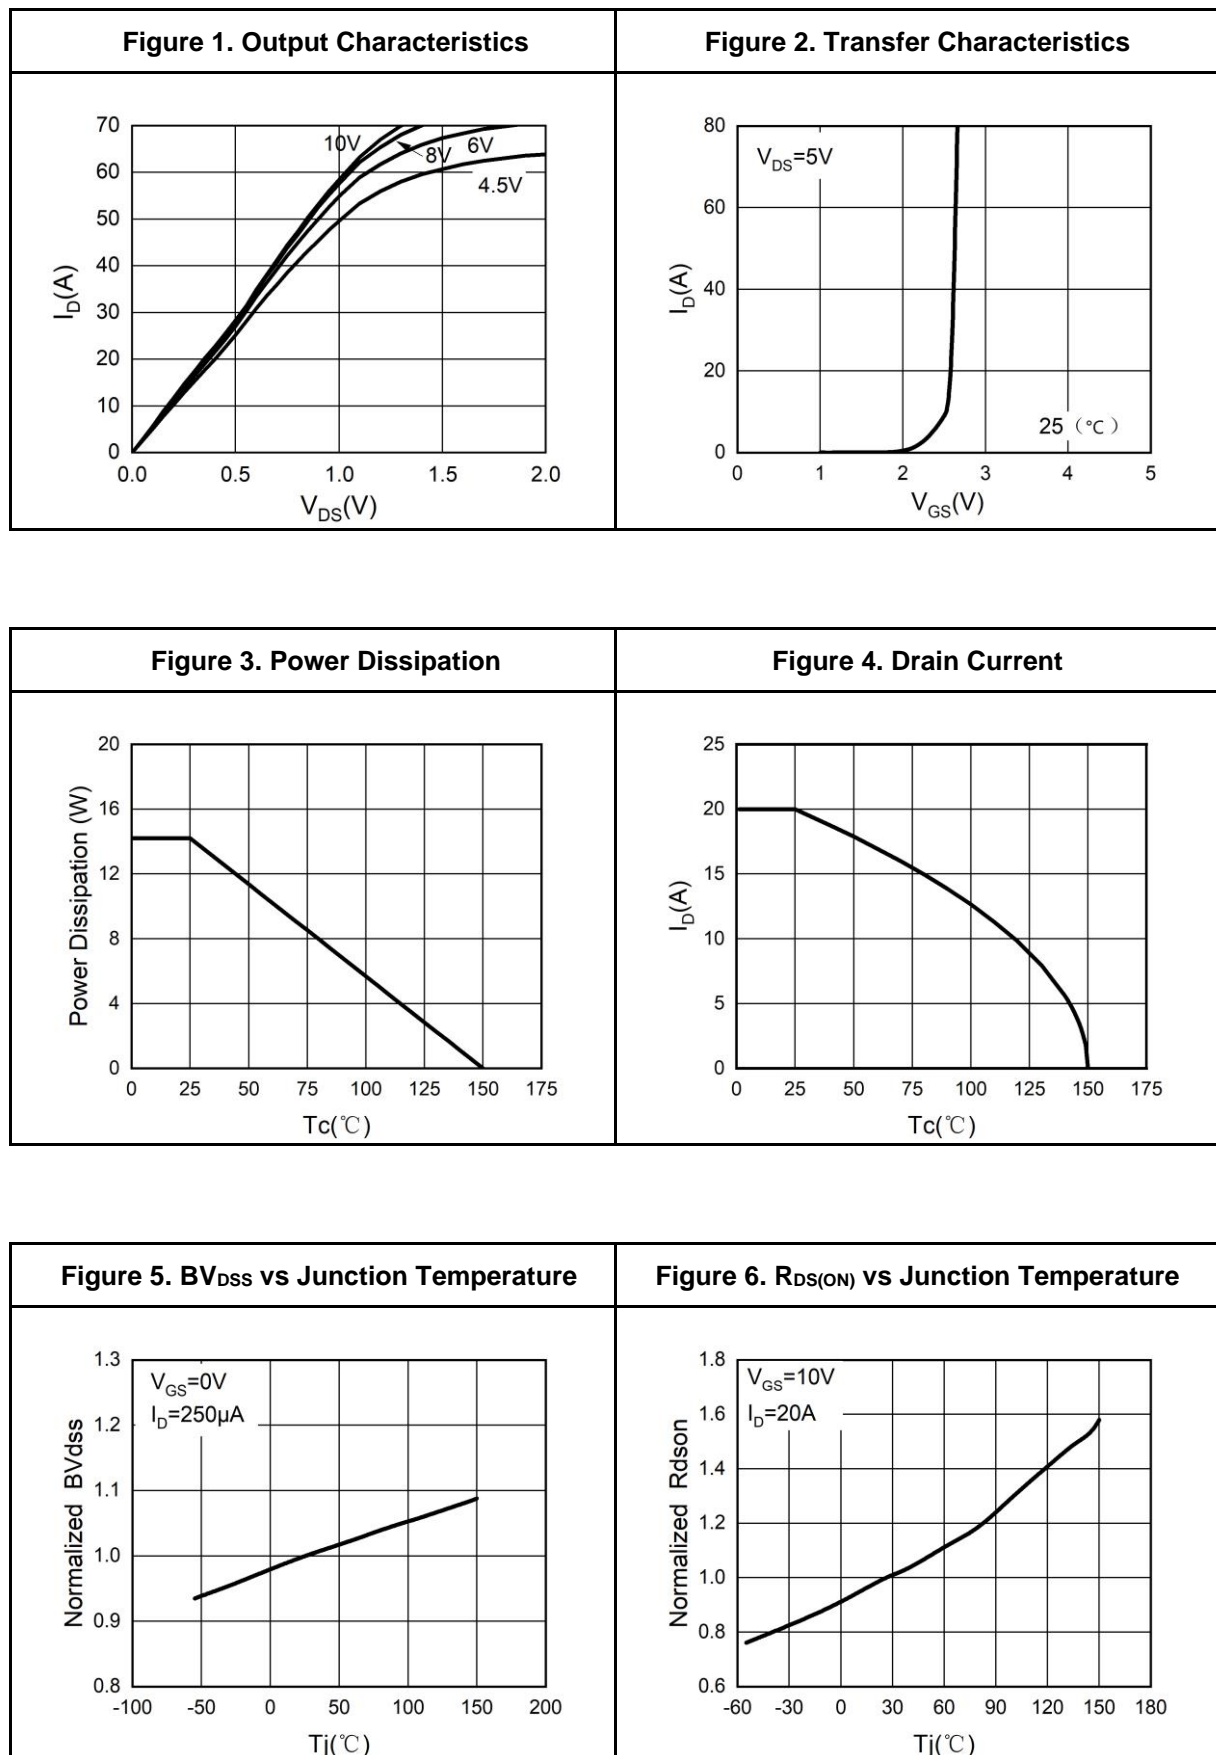 Figure 1. Output Characteristics
Figure 2. Transfer Characteristics
70
60
50
40
30
20
10
0
I_D(A)
10V
8V
6V
4.5V
0.0 0.5 1.0 1.5 2.0
V_DS(V)
80
60
40
20
0
I_D(A)
V_DS=5V
25（℃）
0 1 2 3 4 5
V_GS(V)
Figure 3. Power Dissipation
Figure 4. Drain Current
20
16
12
8
4
0
Power Dissipation (W)
0 25 50 75 100 125 150 175
Tc(℃)
25
20
15
10
5
0
I_D(A)
0 25 50 75 100 125 150 175
Tc(℃)
Figure 5. BV_DSS vs Junction Temperature
Figure 6. R_DS(ON) vs Junction Temperature
1.3
1.2
1.1
1.0
0.9
0.8
Normalized BVdss
V_GS=0V
I_D=250μA
-100 -50 0 50 100 150 200
Tj(℃)
1.8
1.6
1.4
1.2
1.0
0.8
0.6
Normalized Rdson
V_GS=10V
I_D=20A
-60 -30 0 30 60 90 120 150 180
Tj(℃)